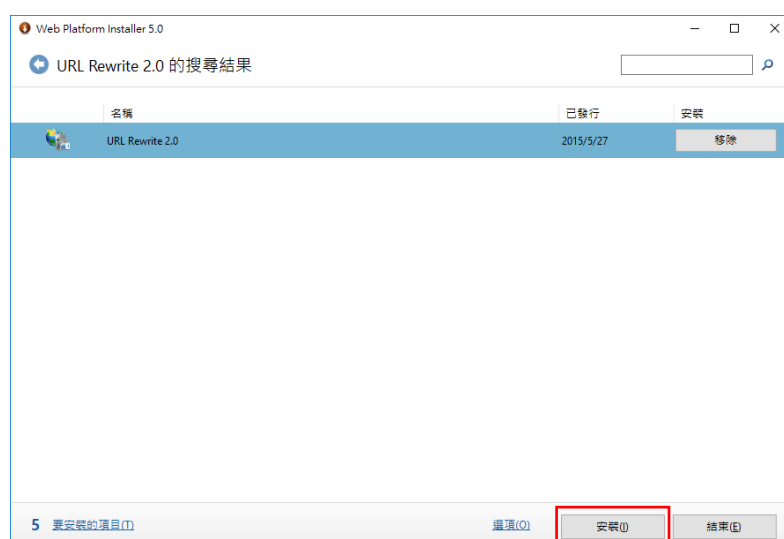 Web Platform Installer 5.0
URL Rewrite 2.0 的搜尋結果
名稱 已發行 安裝
URL Rewrite 2.0 2015/5/27 移除
5 要安裝的項目(T) 選項(O) 安裝(I) 結束(E)